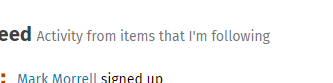 eed Activity from items that I'm following
Mark Morrell signed up